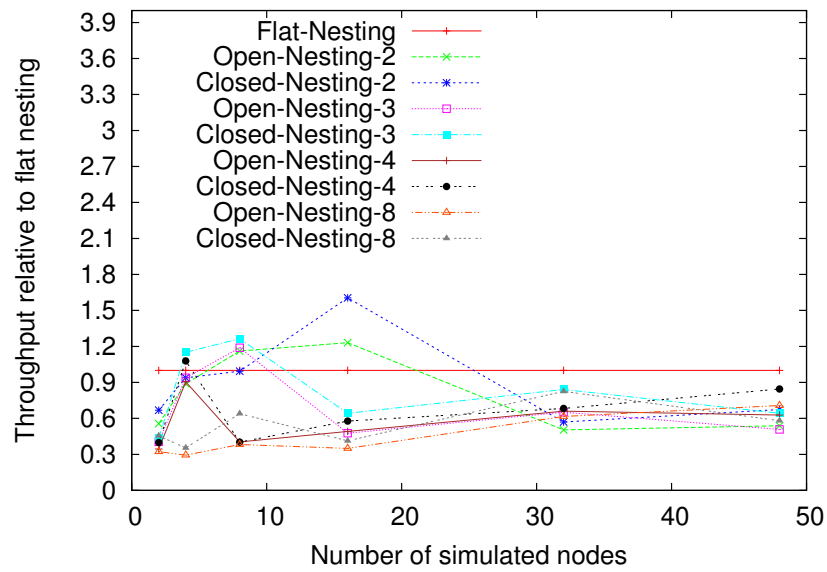 3.9
3.6
3.3
3
2.7
2.4
2.1
1.8
1.5
1.2
0.9
0.6
0.3
0
Throughput relative to flat nesting
Flat-Nesting
Open-Nesting-2
Closed-Nesting-2
Open-Nesting-3
Closed-Nesting-3
Open-Nesting-4
Closed-Nesting-4
Open-Nesting-8
Closed-Nesting-8
0 10 20 30 40 50
Number of simulated nodes